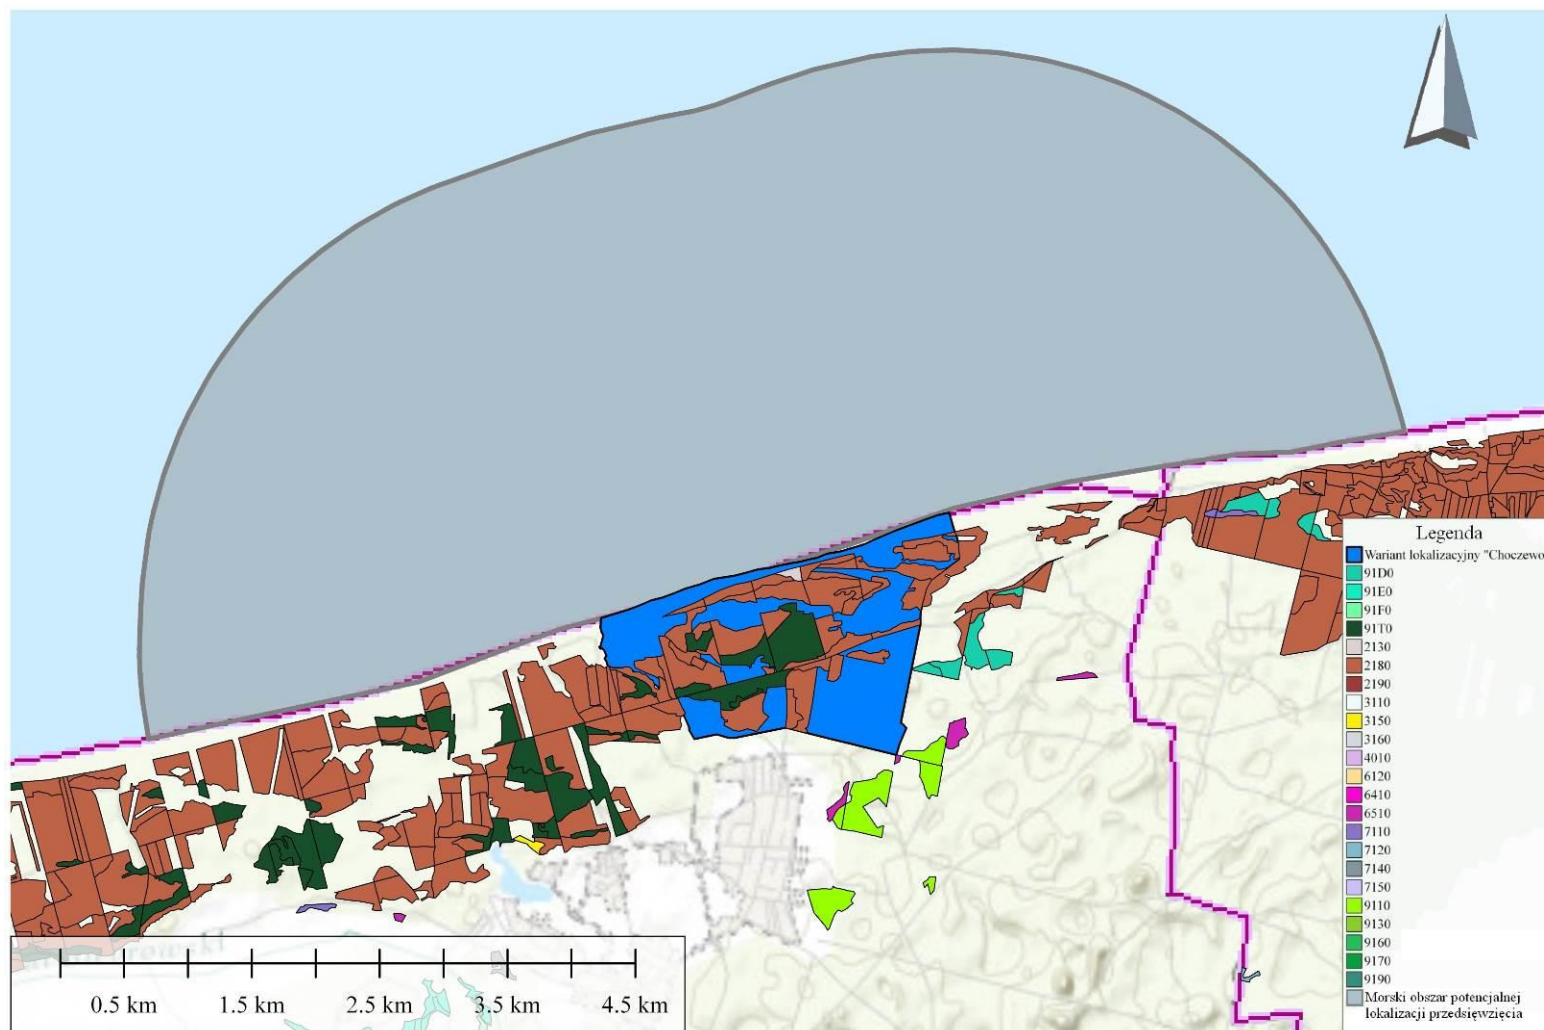 Legenda
Wariant lokalizacyjny "Choczewo
91D0
91E0
91F0
91T0
2130
2180
2190
3110
3150
3160
4010
6120
6410
6510
7110
7120
7140
7150
9110
9130
9160
9170
9190
Morski obszar potencjalnej
lokalizacji przedsięwzięcia
0.5 km 1.5 km 2.5 km 3.5 km 4.5 km